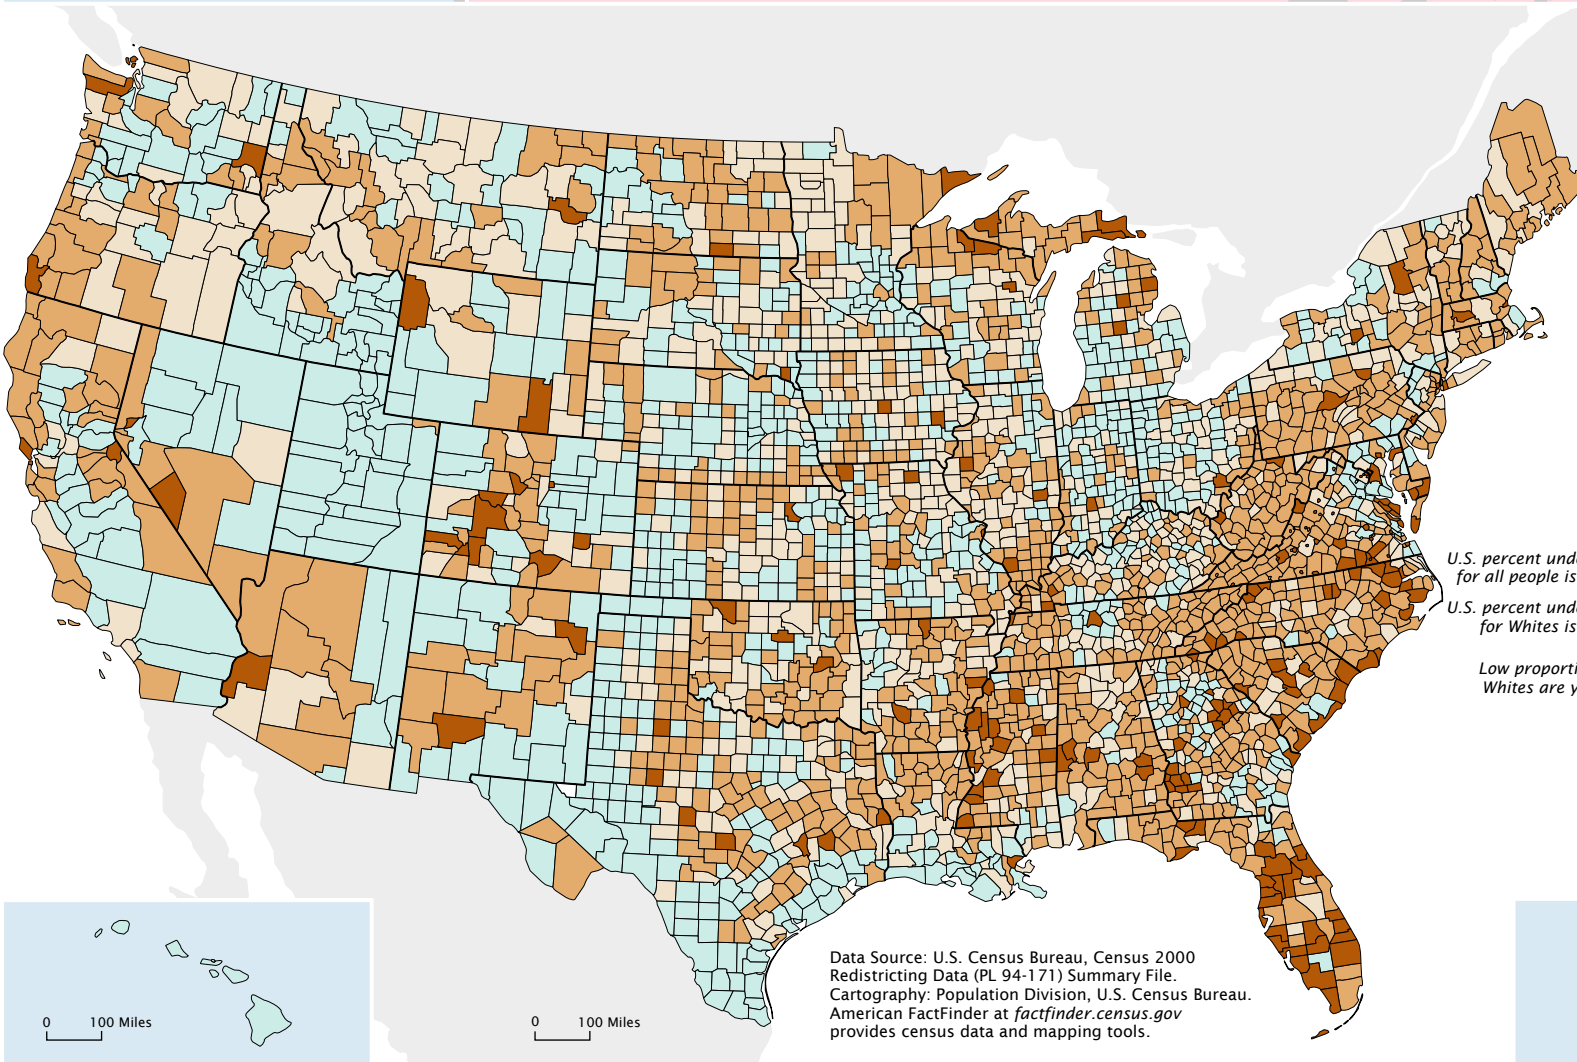 U.S. percent unde
for all people is
U.S. percent unde
for Whites is
Low proporti
Whites are y
Data Source: U.S. Census Bureau, Census 2000
Redistricting Data (PL 94-171) Summary File.
Cartography: Population Division, U.S. Census Bureau.
American FactFinder at factfinder.census.gov
provides census data and mapping tools.
0 100 Miles
0 100 Miles